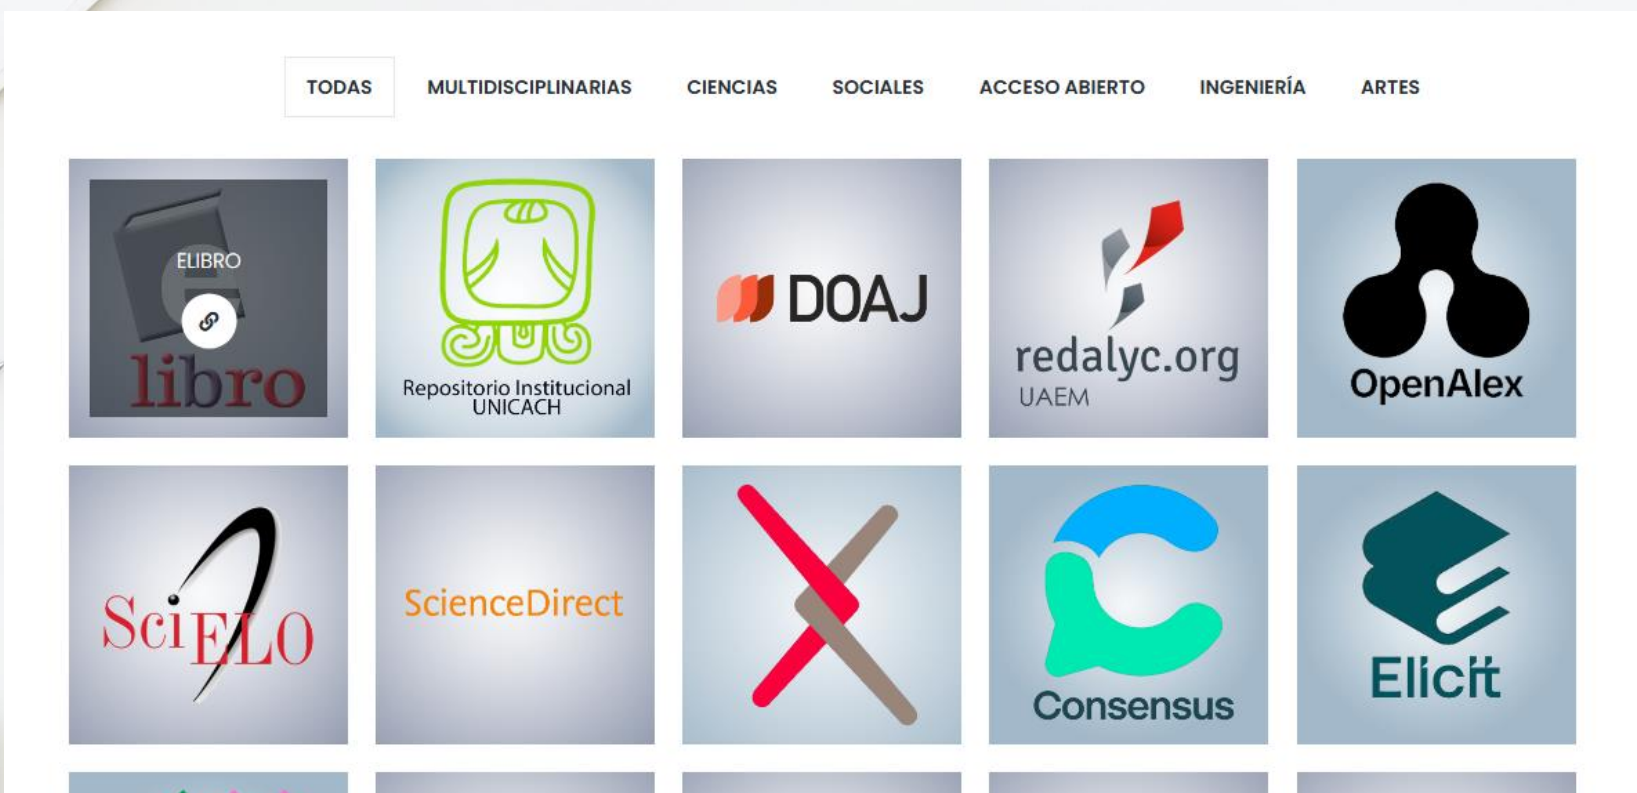 TODAS MULTIDISCIPLINARIAS CIENCIAS SOCIALES ACCESO ABIERTO INGENIERÍA ARTES
ELIBRO
e
libro
Repositorio Institucional
UNICACH
DOAJ
redalyc.org
UAEM
OpenAlex
SciELO
ScienceDirect
Consensus
Elicit